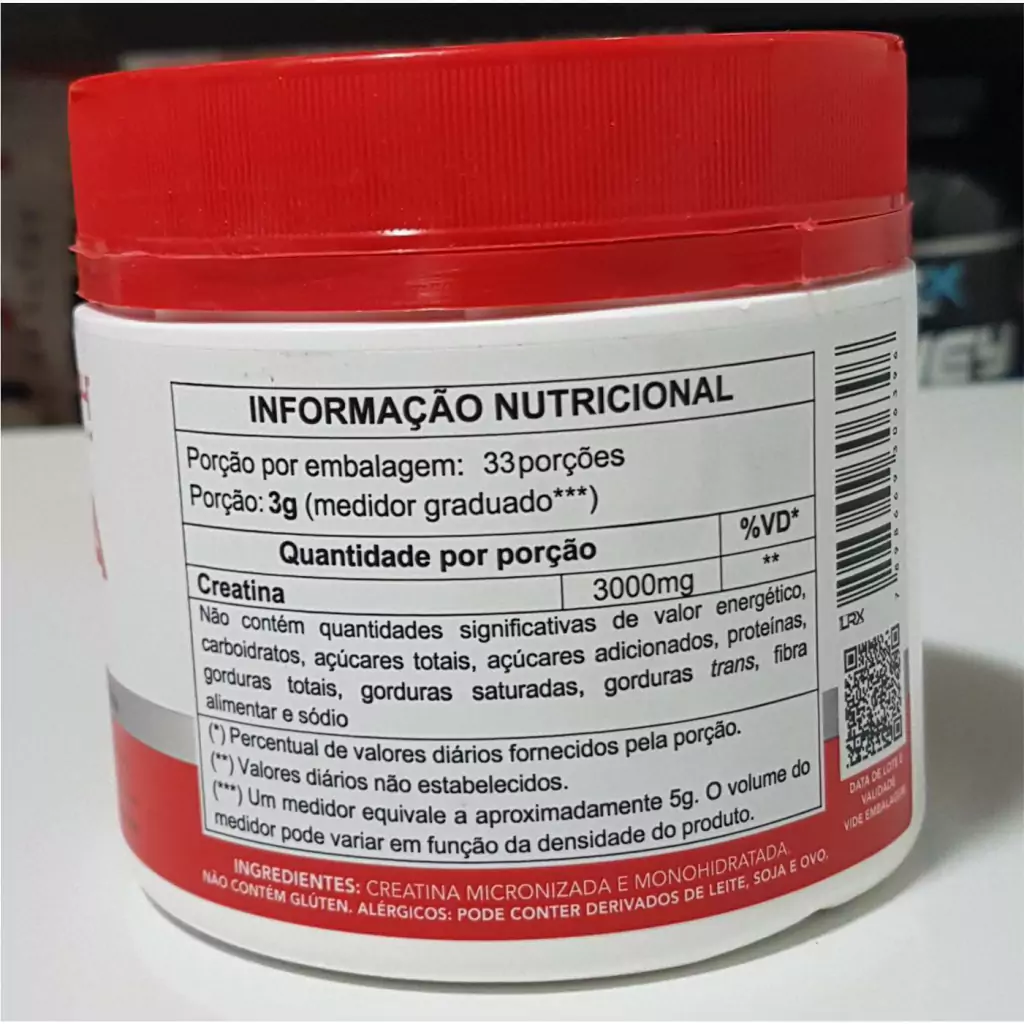 INFORMAÇÃO NUTRICIONAL
Porção por embalagem: 33porções
Porção: 3g (medidor graduado***)
Quantidade por porção
%VD*
Creatina 3000mg **
Não contém quantidades significativas de valor energético,
carboidratos, açúcares totais, açúcares adicionados, proteínas,
gorduras totais, gorduras saturadas, gorduras trans, fibra
alimentar e sódio
(*) Percentual de valores diários fornecidos pela porção.
(**) Valores diários não estabelecidos.
(***) Um medidor equivale a aproximadamente 5g. O volume do
medidor pode variar em função da densidade do produto.
INGREDIENTES: CREATINA MICRONIZADA E MONOHIDRATADA.
NÃO CONTÉM GLÚTEN. ALÉRGICOS: PODE CONTER DERIVADOS DE LEITE, SOJA E OVO.
LRX
DATA DE LOTE E
VALIDADE
VIDE EMBALAGEM